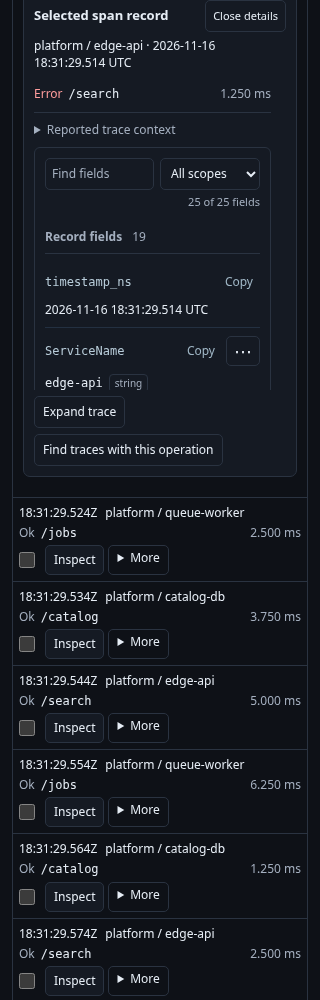 Selected span record
Close details
platform / edge-api · 2026-11-16
18:31:29.514 UTC
Error /search 1.250 ms
▶ Reported trace context
Find fields
All scopes
25 of 25 fields
Record fields 19
timestamp_ns Copy
2026-11-16 18:31:29.514 UTC
ServiceName Copy ...
edge-api string
Expand trace
Find traces with this operation
18:31:29.524Z platform / queue-worker
Ok /jobs 2.500 ms
Inspect ▶ More
18:31:29.534Z platform / catalog-db
Ok /catalog 3.750 ms
Inspect ▶ More
18:31:29.544Z platform / edge-api
Ok /search 5.000 ms
Inspect ▶ More
18:31:29.554Z platform / queue-worker
Ok /jobs 6.250 ms
Inspect ▶ More
18:31:29.564Z platform / catalog-db
Ok /catalog 1.250 ms
Inspect ▶ More
18:31:29.574Z platform / edge-api
Ok /search 2.500 ms
Inspect ▶ More